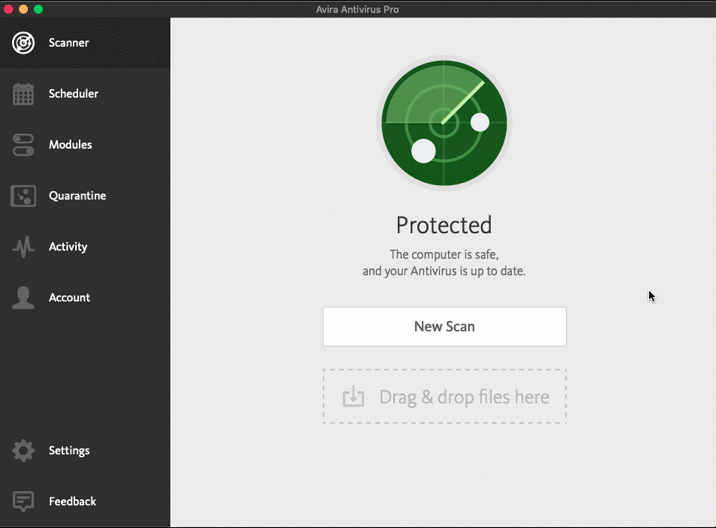 Avira Antivirus Pro
Scanner
Scheduler
Modules
Quarantine
Activity
Account
Settings
Feedback
Protected
The computer is safe,
and your Antivirus is up to date.
New Scan
Drag & drop files here